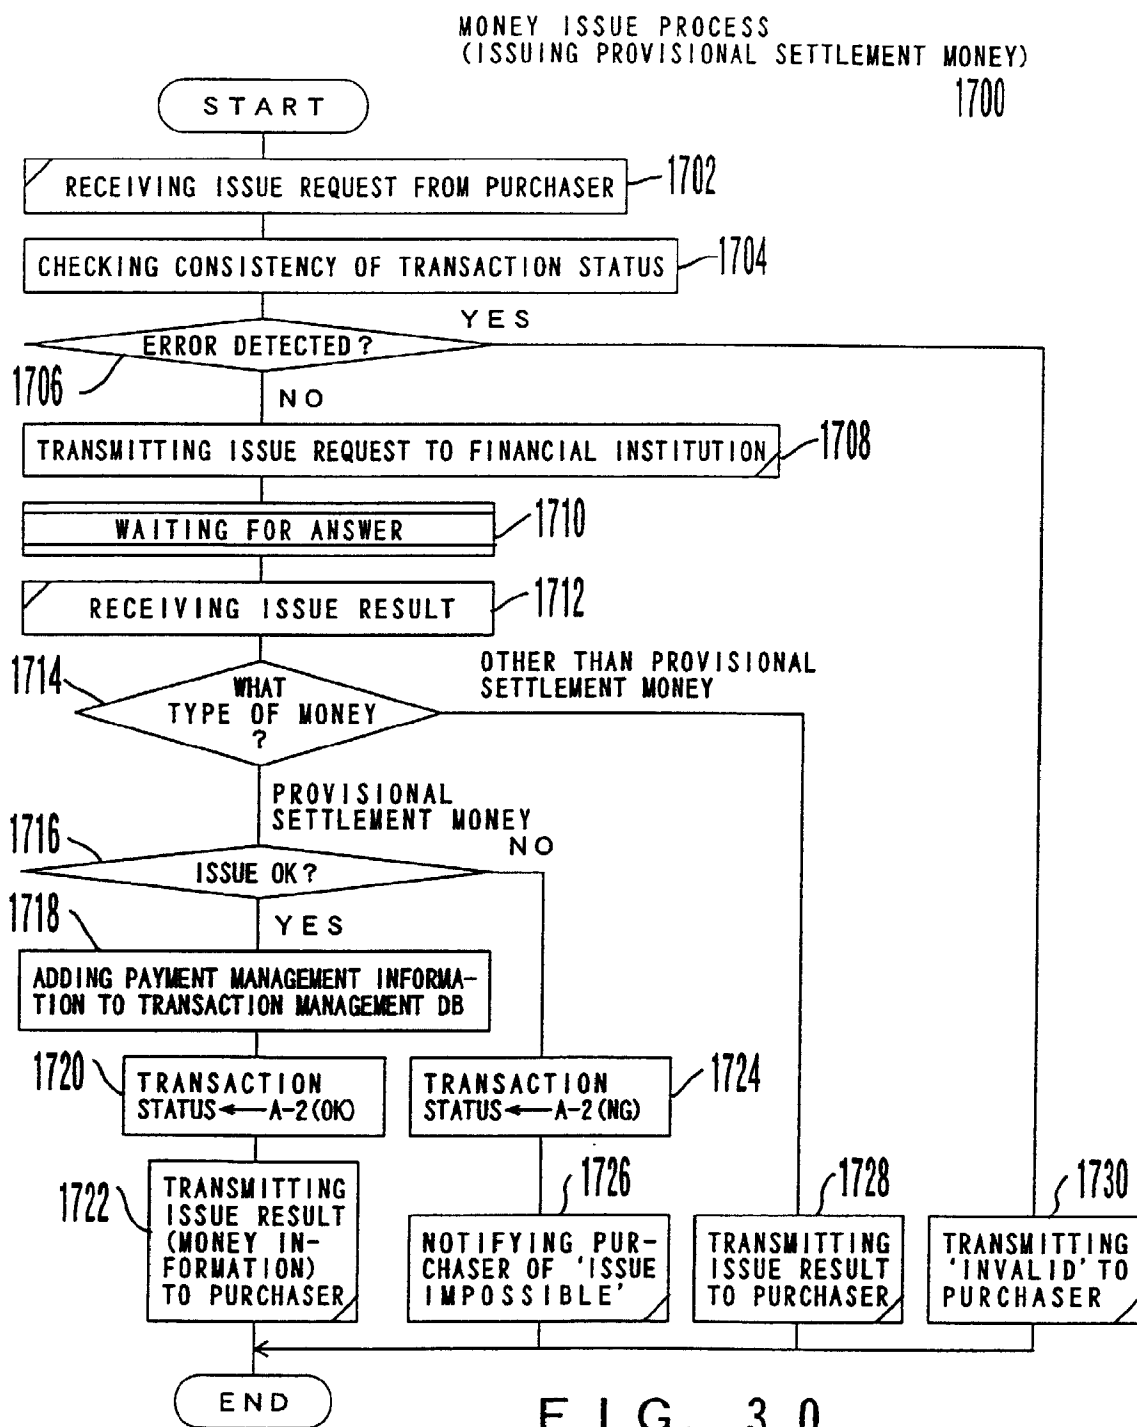 MONEY ISSUE PROCESS
(ISSUING PROVISIONAL SETTLEMENT MONEY)
1700
START
RECEIVING ISSUE REQUEST FROM PURCHASER
1702
CHECKING CONSISTENCY OF TRANSACTION STATUS
1704
YES
ERROR DETECTED?
1706
NO
TRANSMITTING ISSUE REQUEST TO FINANCIAL INSTITUTION
1708
WAITING FOR ANSWER
1710
RECEIVING ISSUE RESULT
1712
1714
WHAT
TYPE OF MONEY
?
OTHER THAN PROVISIONAL
SETTLEMENT MONEY
PROVISIONAL
SETTLEMENT MONEY
1716
ISSUE OK?
NO
YES
1718
ADDING PAYMENT MANAGEMENT INFORMA-
TION TO TRANSACTION MANAGEMENT DB
1720
TRANSACTION
STATUS ← A-2(OK)
TRANSACTION
STATUS ← A-2(NG)
1724
1722
TRANSMITTING
ISSUE RESULT
(MONEY IN-
FORMATION)
TO PURCHASER
1726
NOTIFYING PUR-
CHASER OF 'ISSUE
IMPOSSIBLE'
1728
TRANSMITTING
ISSUE RESULT
TO PURCHASER
1730
TRANSMITTING
'INVALID' TO
PURCHASER
END
FIG. 30